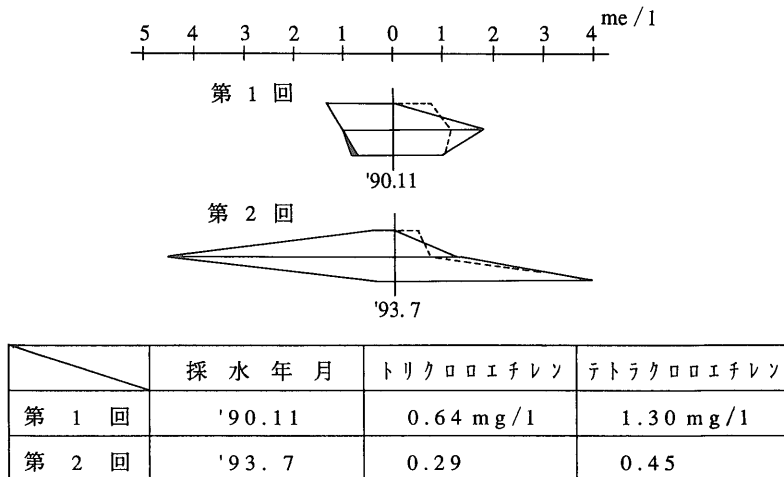 me / l
5 4 3 2 1 0 1 2 3 4
第 1 回
'90.11
第 2 回
'93. 7
採 水 年 月 トリクロロエチレン テトラクロロエチレン
第 1 回 '90.11 0.64 mg/l 1.30 mg/l
第 2 回 '93. 7 0.29 0.45